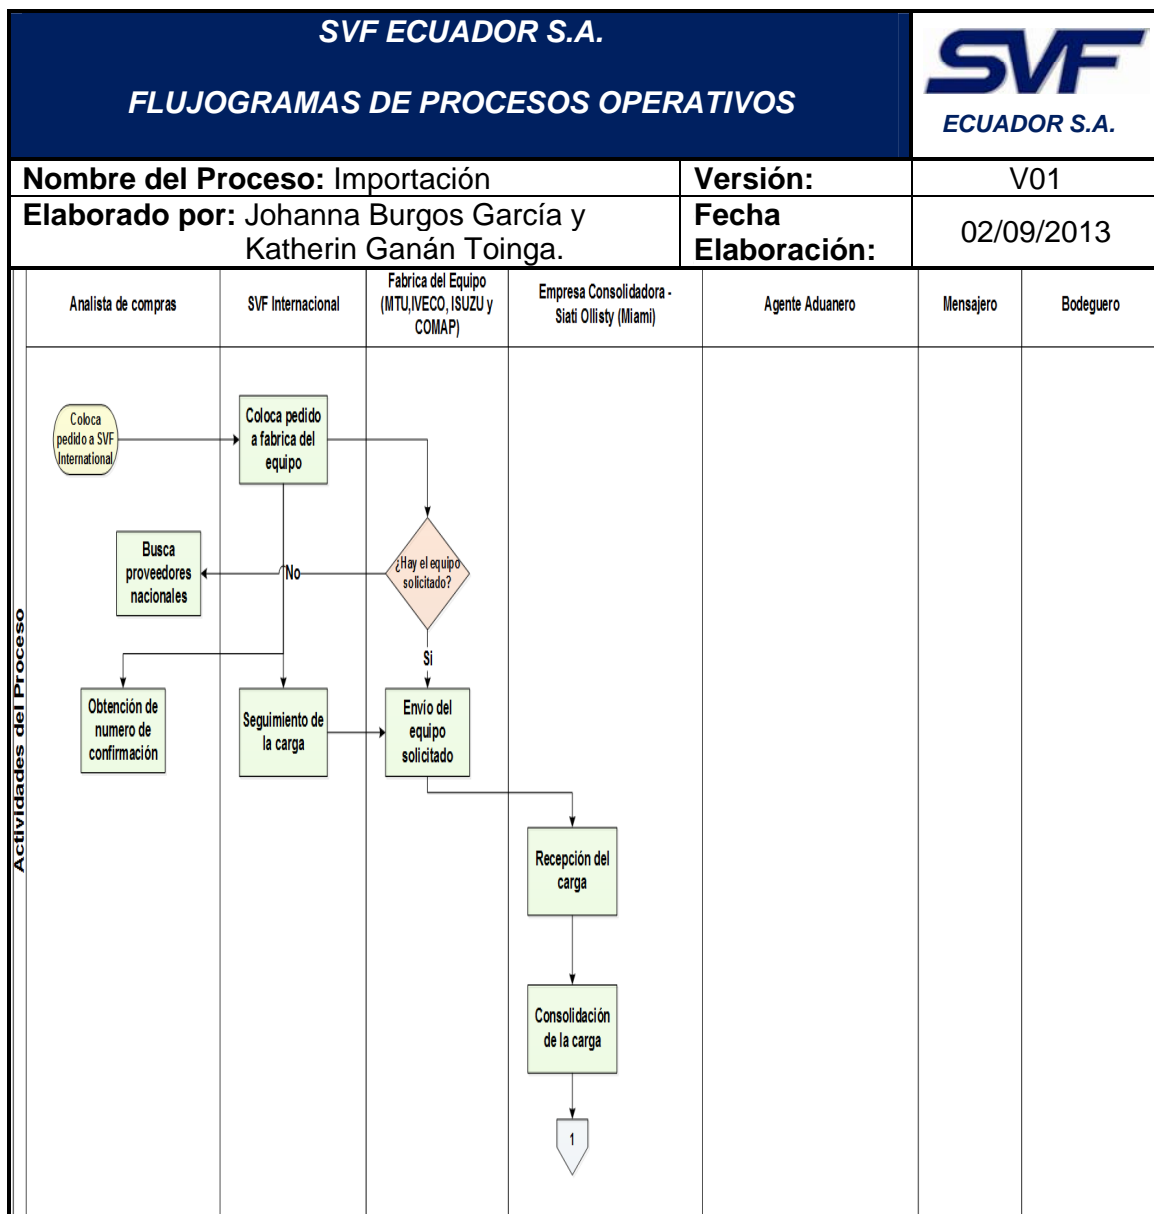 SVF ECUADOR S.A.
FLUJOGRAMAS DE PROCESOS OPERATIVOS
SVF
ECUADOR S.A.
Nombre del Proceso: Importación
Versión:
V01
Elaborado por: Johanna Burgos García y
Katherin Ganán Toinga.
Fecha
Elaboración:
02/09/2013
Actividades del Proceso
Analista de compras
SVF Internacional
Fabrica del Equipo
(MTU,IVECO, ISUZU y
COMAP)
Empresa Consolidadora -
Siati Ollisty (Miami)
Agente Aduanero
Mensajero
Bodeguero
Coloca
pedido a SVF
International
Coloca pedido
a fabrica del
equipo
¿Hay el equipo
solicitado?
No
Busca
proveedores
nacionales
Si
Obtención de
numero de
confirmación
Seguimiento de
la carga
Envío del
equipo
solicitado
Recepción del
carga
Consolidación
de la carga
1